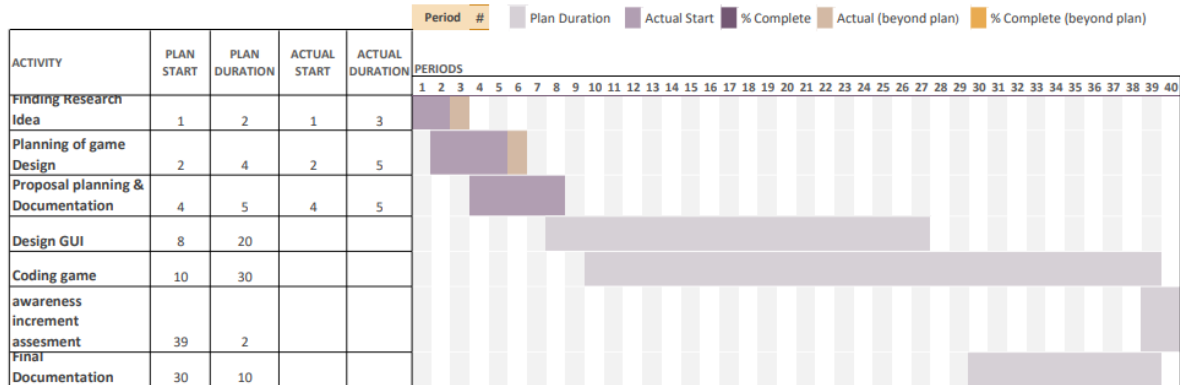 Period # Plan Duration Actual Start % Complete Actual (beyond plan) % Complete (beyond plan)
ACTIVITY PLAN START PLAN DURATION ACTUAL START ACTUAL DURATION PERIODS
1 2 3 4 5 6 7 8 9 10 11 12 13 14 15 16 17 18 19 20 21 22 23 24 25 26 27 28 29 30 31 32 33 34 35 36 37 38 39 40
Finding Research
Idea 1 2 1 3
Planning of game
Design 2 4 2 5
Proposal planning &
Documentation 4 5 4 5
Design GUI 8 20
Coding game 10 30
awareness
increment
assesment 39 2
Final
Documentation 30 10